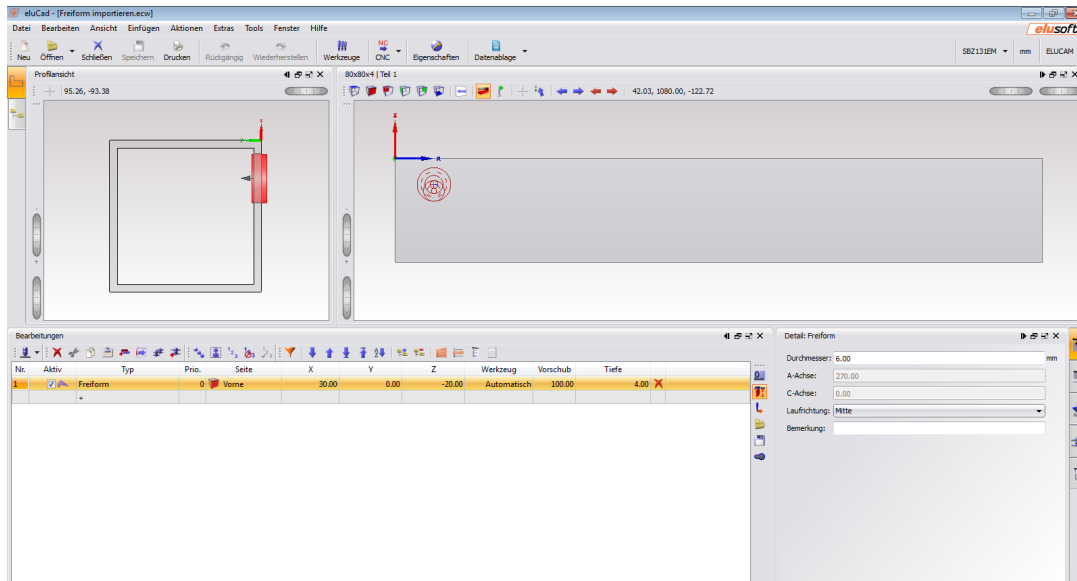 eluCad - [Freiform importieren.ecw]
Datei Bearbeiten Ansicht Einfügen Aktionen Extras Tools Fenster Hilfe
elusoft
Neu Öffnen Schließen Speichern Drucken Rückgängig Wiederherstellen Werkzeuge CNC Eigenschaften Datenablage
SBZ131EM mm ELUCAM
Profilansicht
95.26, -93.38
80x80x4 | Teil 1
42.03, 1080.00, -122.72
Bearbeitungen
Nr. Aktiv Typ Prio. Seite X Y Z Werkzeug Vorschub Tiefe
1 Freiform 0 Vorne 30.00 0.00 -20.00 Automatisch 100.00 4.00
+
Detail: Freiform
Durchmesser: 6.00 mm
A-Achse: 270.00
C-Achse: 0.00
Laufrichtung: Mitte
Bemerkung: